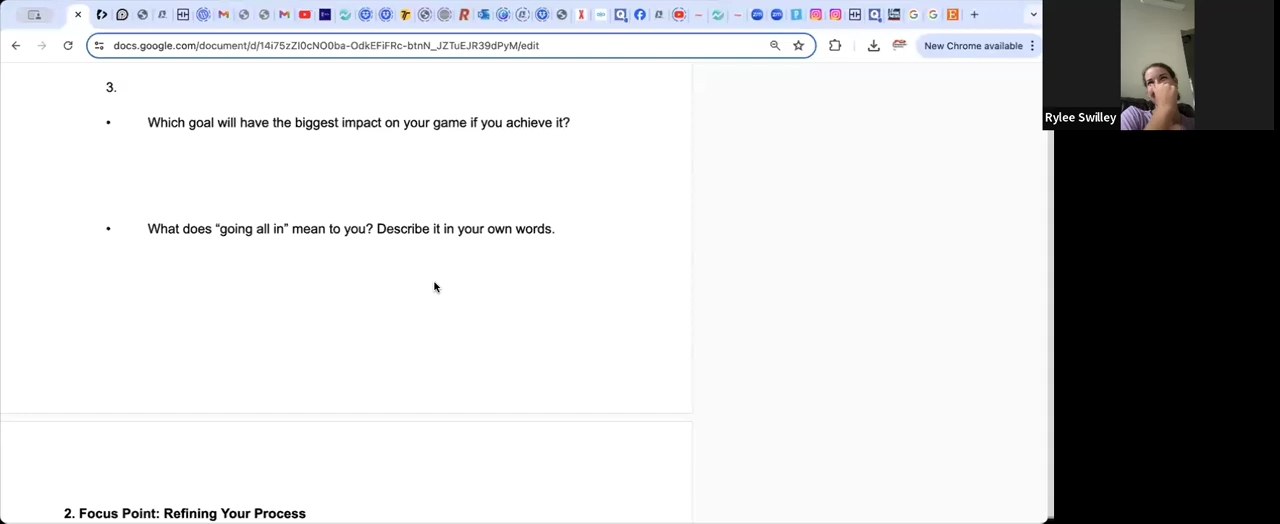 docs.google.com/document/d/14i75zZl0cNO0ba-OdkEFiFRc-btnN_JZTuEJR39dPyM/edit
New Chrome available
Rylee Swilley
3.
• Which goal will have the biggest impact on your game if you achieve it?
• What does “going all in” mean to you? Describe it in your own words.
2. Focus Point: Refining Your Process